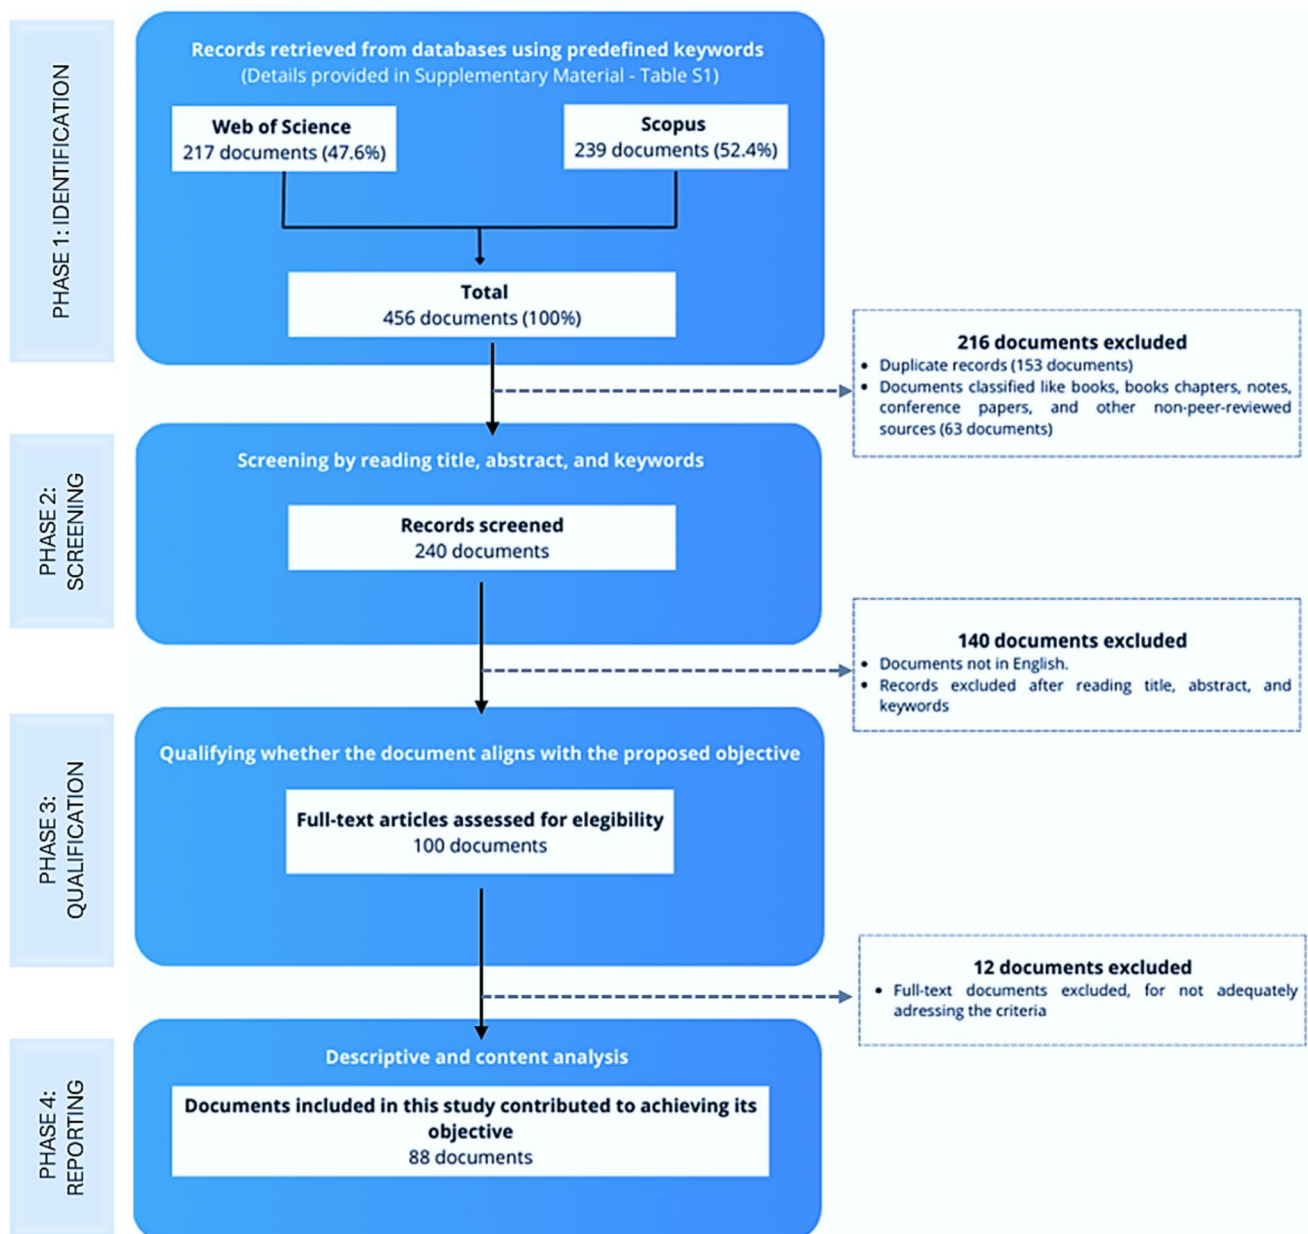 PHASE 1: IDENTIFICATION
Records retrieved from databases using predefined keywords
(Details provided in Supplementary Material - Table S1)
Web of Science
217 documents (47.6%)
Scopus
239 documents (52.4%)
Total
456 documents (100%)
216 documents excluded
• Duplicate records (153 documents)
• Documents classified like books, books chapters, notes,
conference papers, and other non-peer-reviewed
sources (63 documents)
PHASE 2:
SCREENING
Screening by reading title, abstract, and keywords
Records screened
240 documents
140 documents excluded
• Documents not in English.
• Records excluded after reading title, abstract, and
keywords
PHASE 3:
QUALIFICATION
Qualifying whether the document aligns with the proposed objective
Full-text articles assessed for elegibility
100 documents
12 documents excluded
• Full-text documents excluded, for not adequately
adressing the criteria
PHASE 4:
REPORTING
Descriptive and content analysis
Documents included in this study contributed to achieving its
objective
88 documents